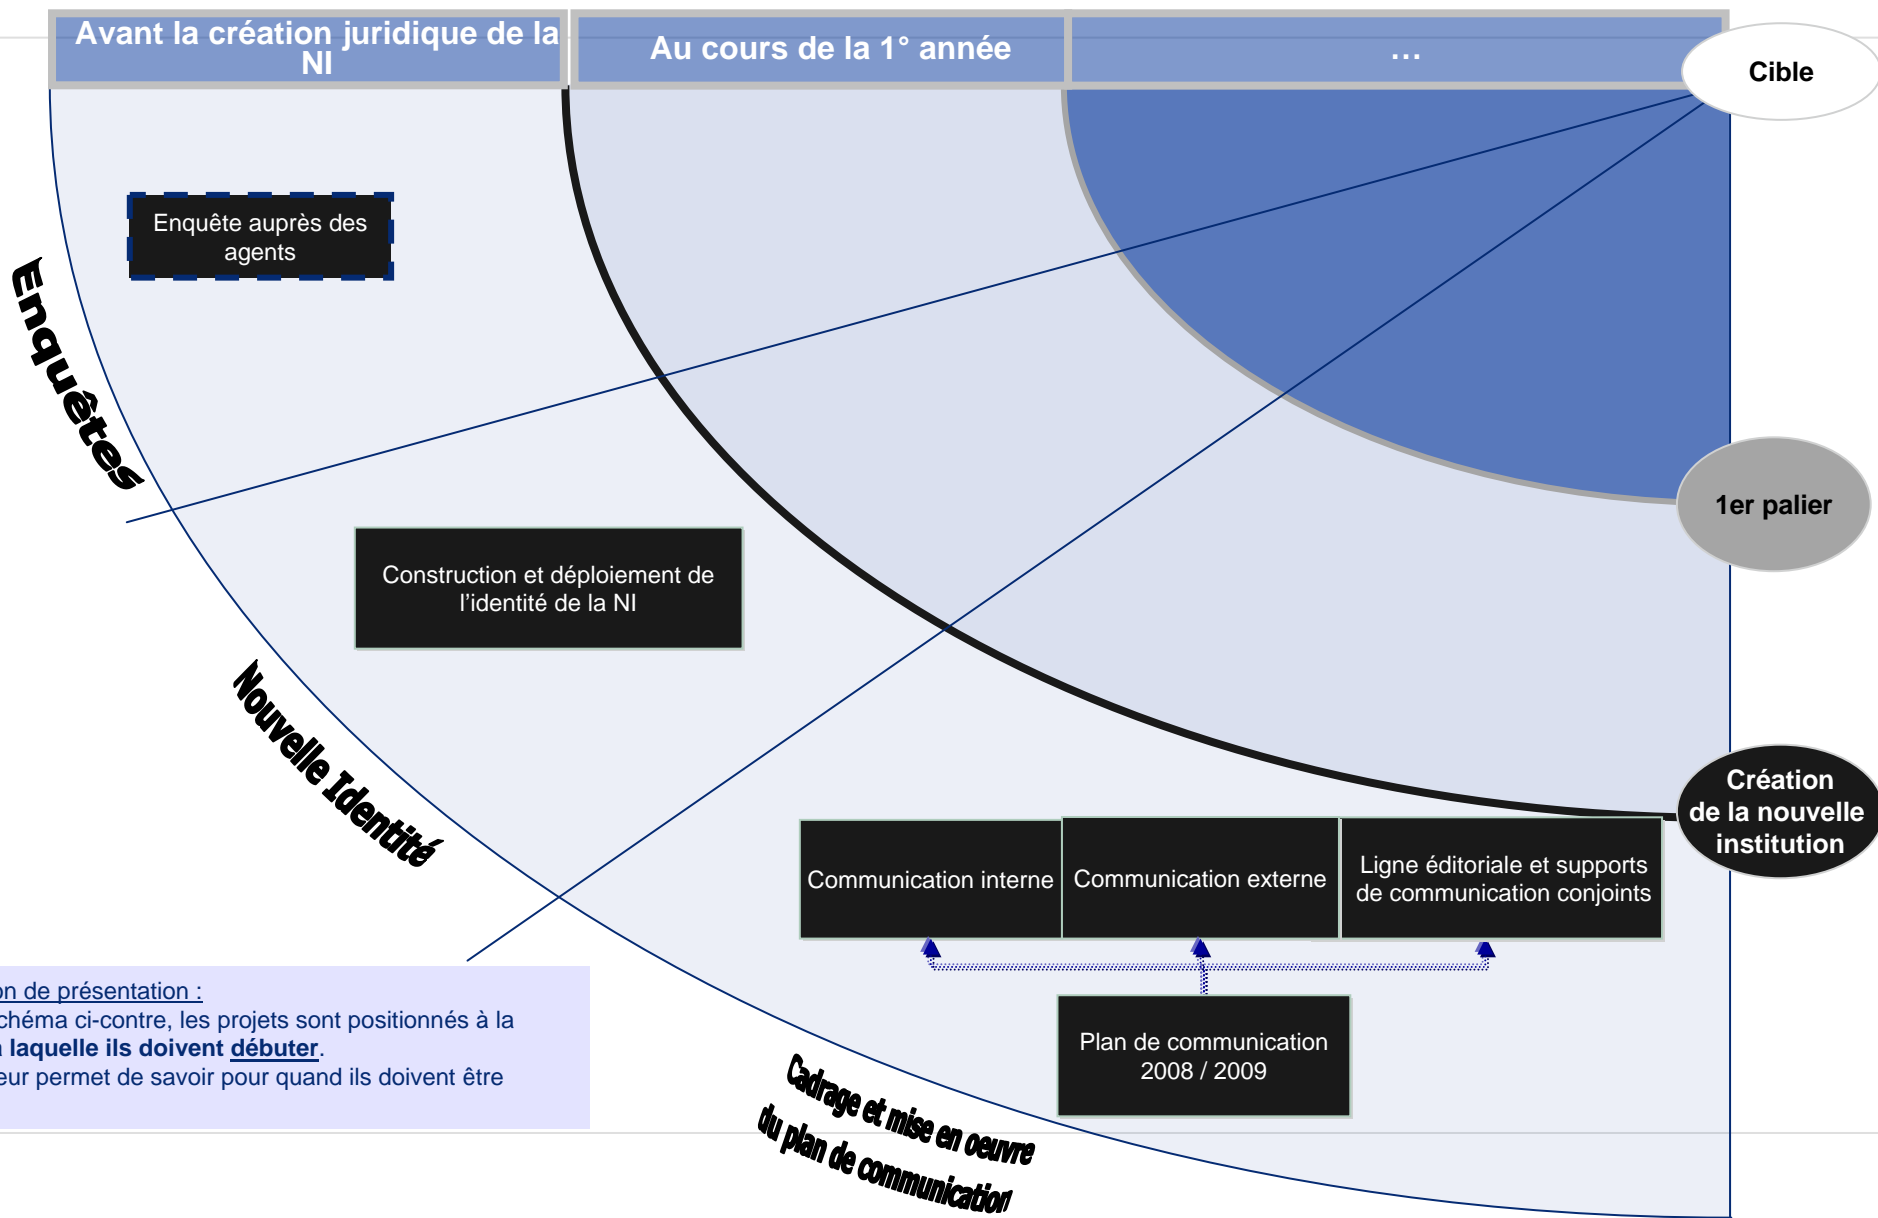 Avant la création juridique de la
NI
Au cours de la 1° année
...
Cible
Enquête auprès des
agents
Enquêtes
1er palier
Construction et déploiement de
l’identité de la NI
Nouvelle Identité
Création
de la nouvelle
institution
Communication interne
Communication externe
Ligne éditoriale et supports
de communication conjoints
de présentation :
ci-contre, les projets sont positionnés à la
laquelle ils doivent débuter.
permet de savoir pour quand ils doivent être
Plan de communication
2008 / 2009
Cadrage et mise en oeuvre
du plan de communication